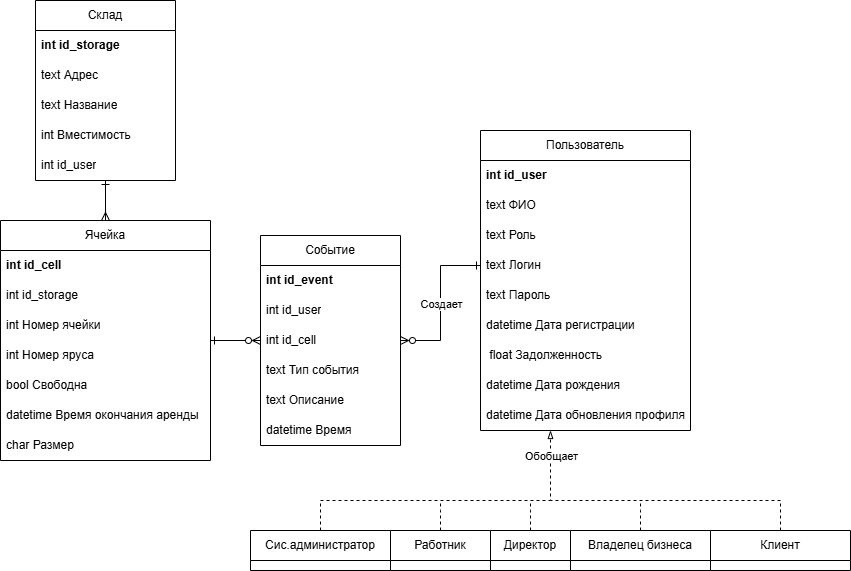 Склад
int id_storage
text Адрес
text Название
int Вместимость
int id_user
Ячейка
int id_cell
int id_storage
int Номер ячейки
int Номер яруса
bool Свободна
datetime Время окончания аренды
char Размер
Событие
int id_event
int id_user
int id_cell
text Тип события
text Описание
datetime Время
Создает
Пользователь
int id_user
text ФИО
text Роль
text Логин
text Пароль
datetime Дата регистрации
float Задолженность
datetime Дата рождения
datetime Дата обновления профиля
Обобщает
Сис.администратор
Работник
Директор
Владелец бизнеса
Клиент